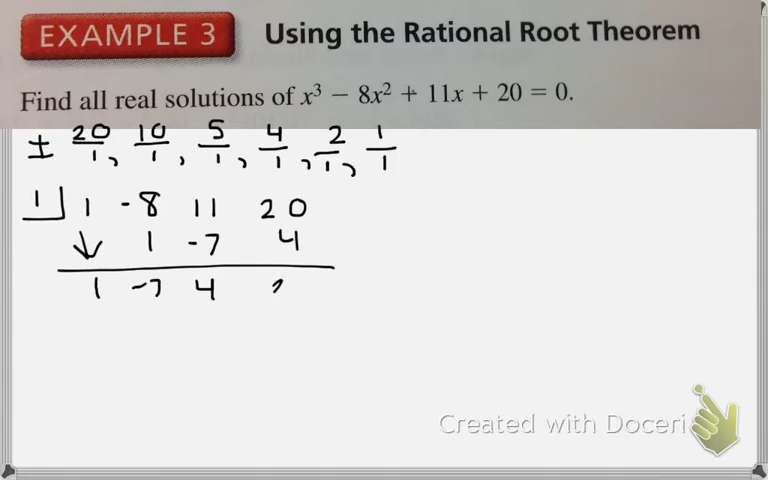 EXAMPLE 3 Using the Rational Root Theorem
Find all real solutions of x³ − 8x² + 11x + 20 = 0.
± 20/1, 10/1, 5/1, 4/1, 2/1, 1/1
1 1 -8 11 20
↓ 1 -7 4
1 -7 4
Created with Doceri